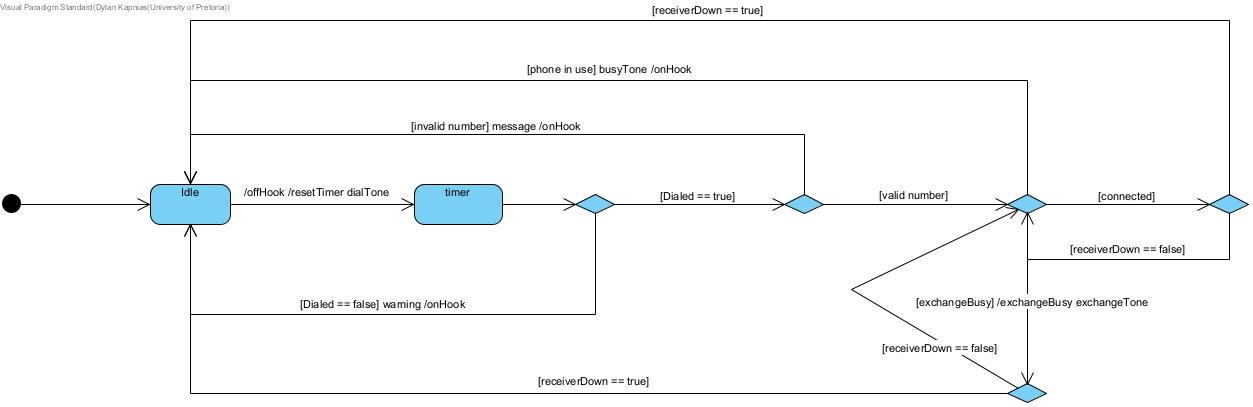 Visual Paradigm Standard(Dylan Kapnias(University of Pretoria))
[receiverDown == true]
[phone in use] busyTone /onHook
[invalid number] message /onHook
Idle
/offHook /resetTimer dialTone
timer
[Dialed == true]
[valid number]
[connected]
[receiverDown == false]
[Dialed == false] warning /onHook
[exchangeBusy] /exchangeBusy exchangeTone
[receiverDown == false]
[receiverDown == true]